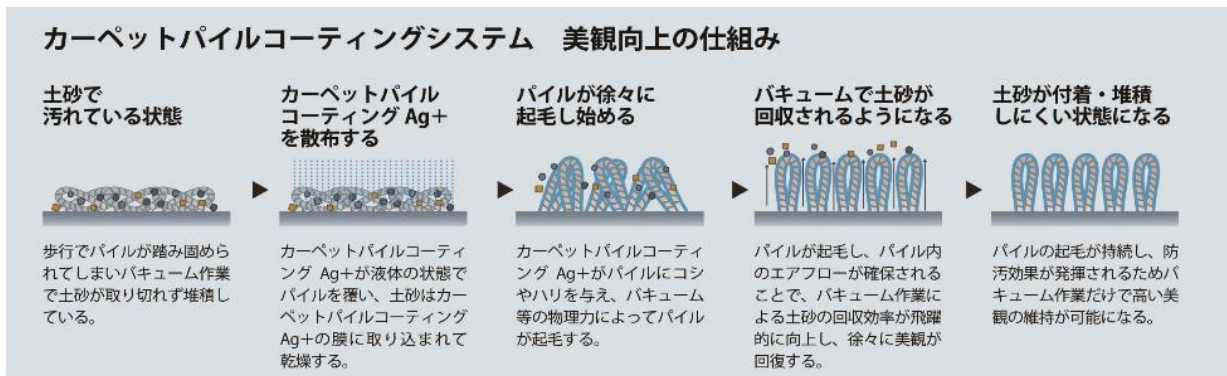 カーペットパイルコーティングシステム　美観向上の仕組み
土砂で
汚れている状態
歩行でパイルが踏み固めら
れてしまいバキューム作業
で土砂が取り切れず堆積し
ている。
カーペットパイル
コーティング Ag＋
を散布する
カーペットパイルコーティ
ング Ag+が液体の状態で
パイルを覆い、土砂はカー
ペットパイルコーティング
Ag+の膜に取り込まれて
乾燥する。
パイルが徐々に
起毛し始める
カーペットパイルコーティ
ング Ag+がパイルにコシ
やハリを与え、バキューム
等の物理力によってパイル
が起毛する。
バキュームで土砂が
回収されるようになる
パイルが起毛し、パイル内
のエアフローが確保される
ことで、バキューム作業に
よる土砂の回収効率が飛躍
的に向上し、徐々に美観が
回復する。
土砂が付着・堆積
しにくい状態になる
パイルの起毛が持続し、防
汚効果が発揮されるためバ
キューム作業だけで高い美
観の維持が可能になる。